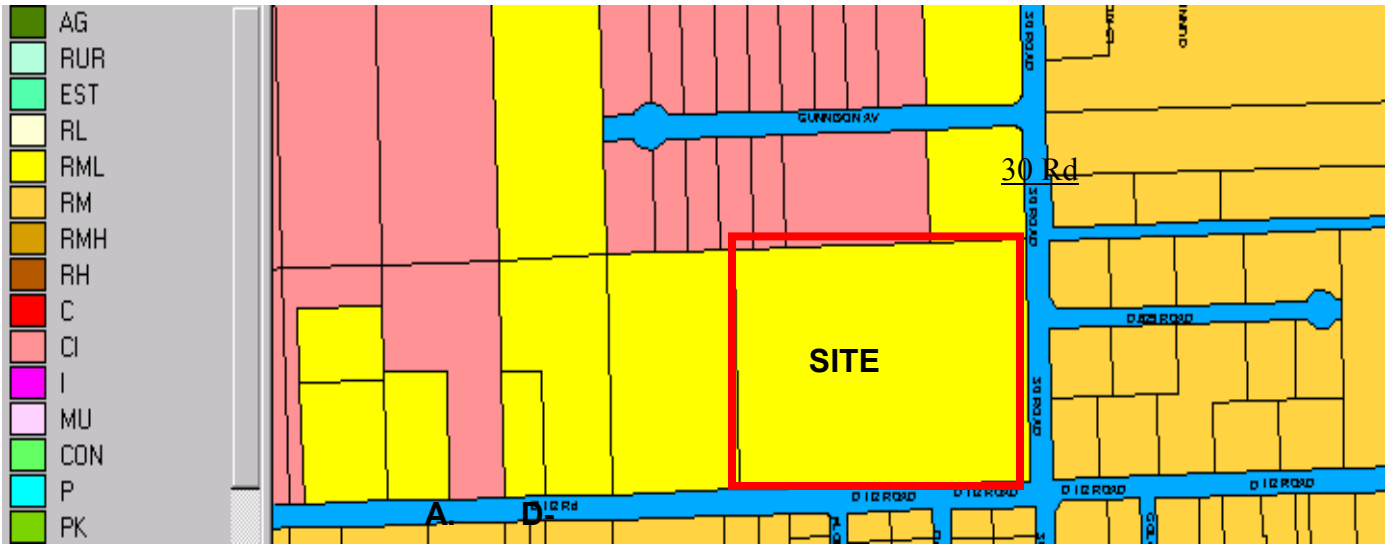 AG
RUR
EST
RL
RML
RM
RMH
RH
C
CI
I
MU
CON
P
PK
30 ROAD
GUNNISON AV
30 Rd
30 ROAD
D.625 ROAD
SITE
30 ROAD
D 1/2 ROAD
D 1/2 ROAD
D 1/2 ROAD
D 1/2 ROAD
D 1/2 Rd
A.
D-